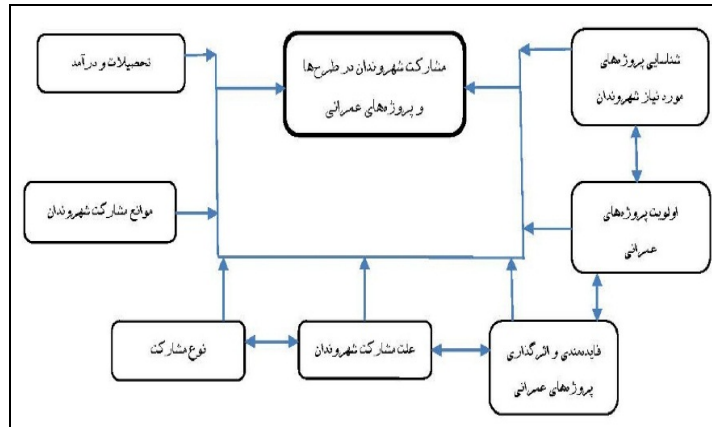 شناسایی پروژه‌های
مورد نیاز شهروندان
مشارکت شهروندان در طرح‌ها
و پروژه‌های عمرانی
تحصیلات و درآمد
اولویت پروژه‌های
عمرانی
موانع مشارکت شهروندان
فایده‌مندی و اثرگذاری
پروژه‌های عمرانی
علت مشارکت شهروندان
نوع مشارکت